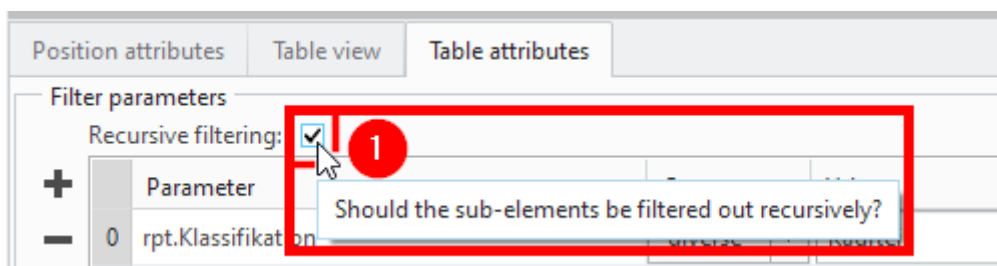 Position attributes Table view Table attributes
Filter parameters
Recursive filtering: 1
Parameter
Should the sub-elements be filtered out recursively?
0 rpt.Klassifikation